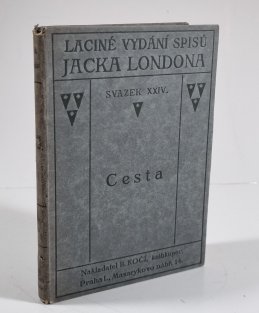 LACINÉ VYDÁNÍ SPISŮ
JACKA LONDONA
SVAZEK XXIV.
Cesta
Nakladatel B. KOČÍ, knihkupec
Praha I., Masarykovo nábř. 14.